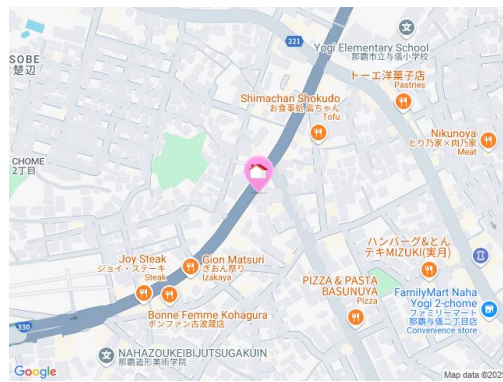 221
Yogi Elementary School
那覇市立与儀小学校
SOBE
楚辺
トーエ洋菓子店
Pastries
Shimachan Shokudo
お食事処 島ちゃん
Tofu
Nikunoya
とり乃家×肉乃家
Meat
CHOME
2丁目
Joy Steak
ジョイ・ステーキ
Steak
Gion Matsuri
ぎおん祭り
Izakaya
ハンバーグ&とん
テキMIZUKI(実月)
PIZZA & PASTA
BASUNUYA
Pizza
FamilyMart Naha
Yogi 2-chome
ファミリーマート
那覇与儀二丁目店
Convenience store
Bonne Femme Kohagura
ボンファン古波蔵店
330
NAHAZOUKEIBIJUTSUGAKUIN
那覇造形美術学院
Google
Map data ©202